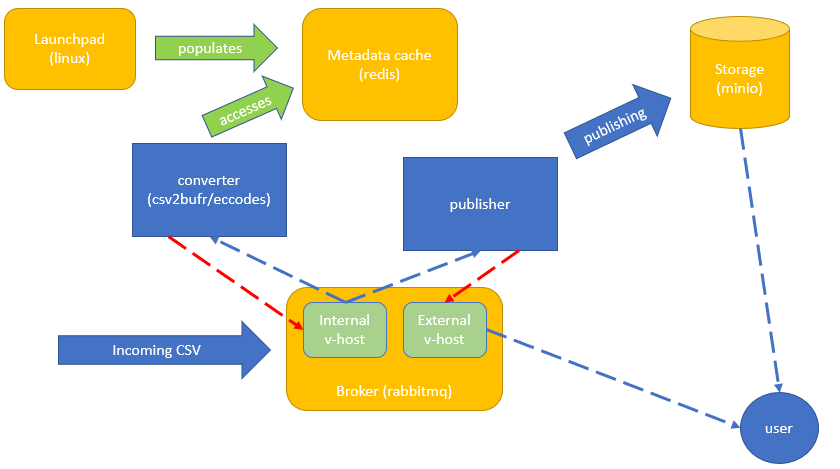 Launchpad
(linux)
populates
Metadata cache
(redis)
Storage
(minio)
accesses
publishing
converter
(csv2bufr/eccodes)
publisher
Internal
v-host
External
v-host
Incoming CSV
Broker (rabbitmq)
user